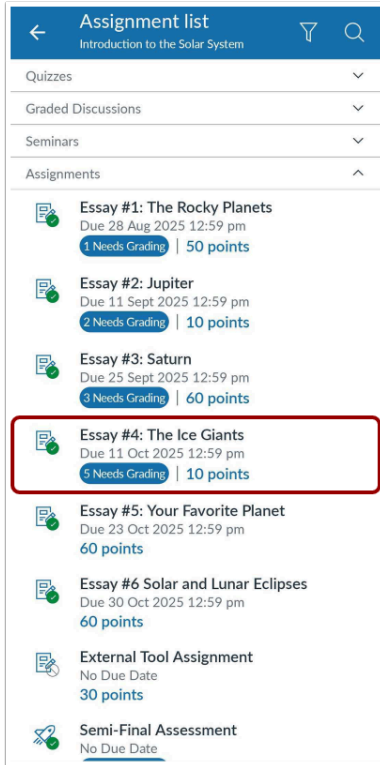 Assignment list
Introduction to the Solar System
Quizzes
Graded Discussions
Seminars
Assignments
Essay #1: The Rocky Planets
Due 28 Aug 2025 12:59 pm
1 Needs Grading | 50 points
Essay #2: Jupiter
Due 11 Sept 2025 12:59 pm
2 Needs Grading | 10 points
Essay #3: Saturn
Due 25 Sept 2025 12:59 pm
3 Needs Grading | 60 points
Essay #4: The Ice Giants
Due 11 Oct 2025 12:59 pm
5 Needs Grading | 10 points
Essay #5: Your Favorite Planet
Due 23 Oct 2025 12:59 pm
60 points
Essay #6 Solar and Lunar Eclipses
Due 30 Oct 2025 12:59 pm
60 points
External Tool Assignment
No Due Date
30 points
Semi-Final Assessment
No Due Date